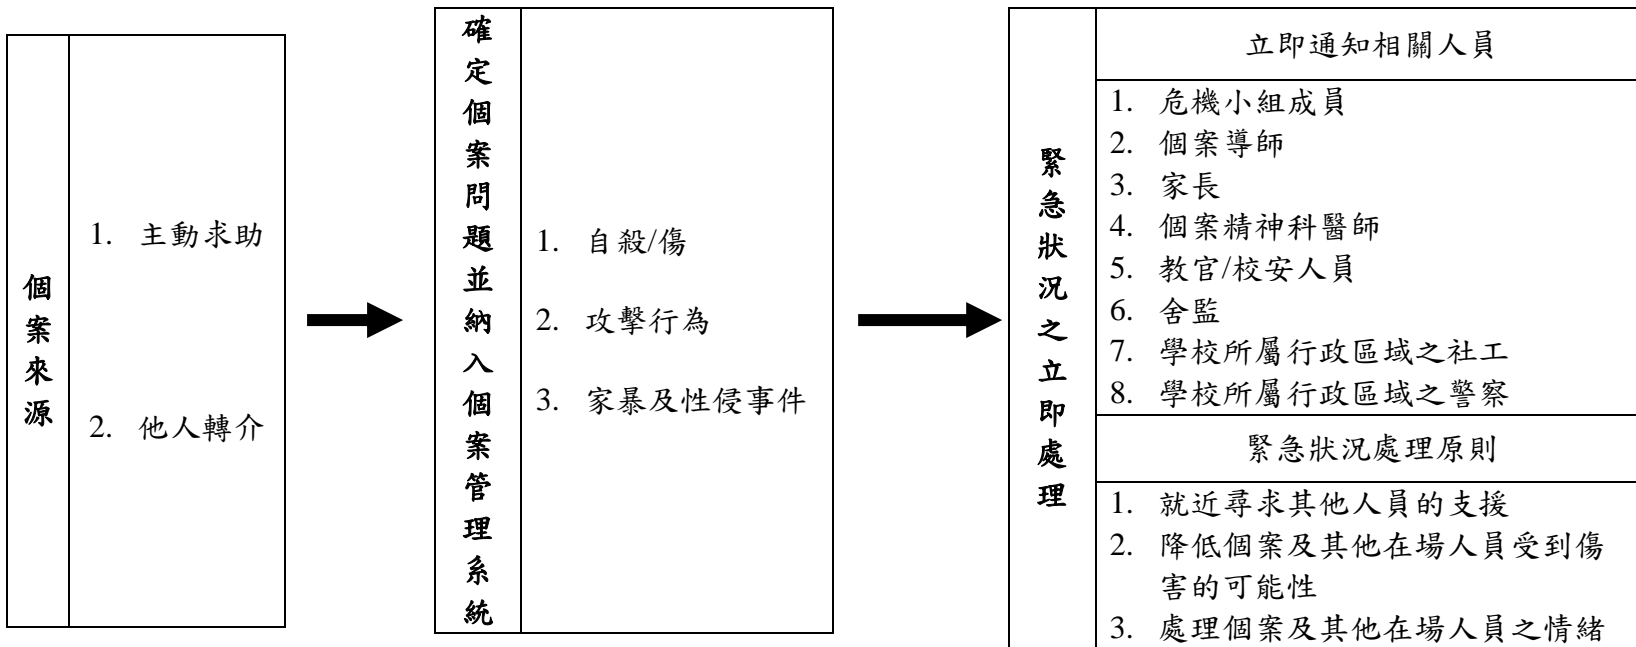 個案來源
1. 主動求助
2. 他人轉介
確定個案問題並納入個案管理系統
1. 自殺/傷
2. 攻擊行為
3. 家暴及性侵事件
緊急狀況之立即處理
立即通知相關人員
1. 危機小組成員
2. 個案導師
3. 家長
4. 個案精神科醫師
5. 教官/校安人員
6. 舍監
7. 學校所屬行政區域之社工
8. 學校所屬行政區域之警察
緊急狀況處理原則
1. 就近尋求其他人員的支援
2. 降低個案及其他在場人員受到傷
害的可能性
3. 處理個案及其他在場人員之情緒